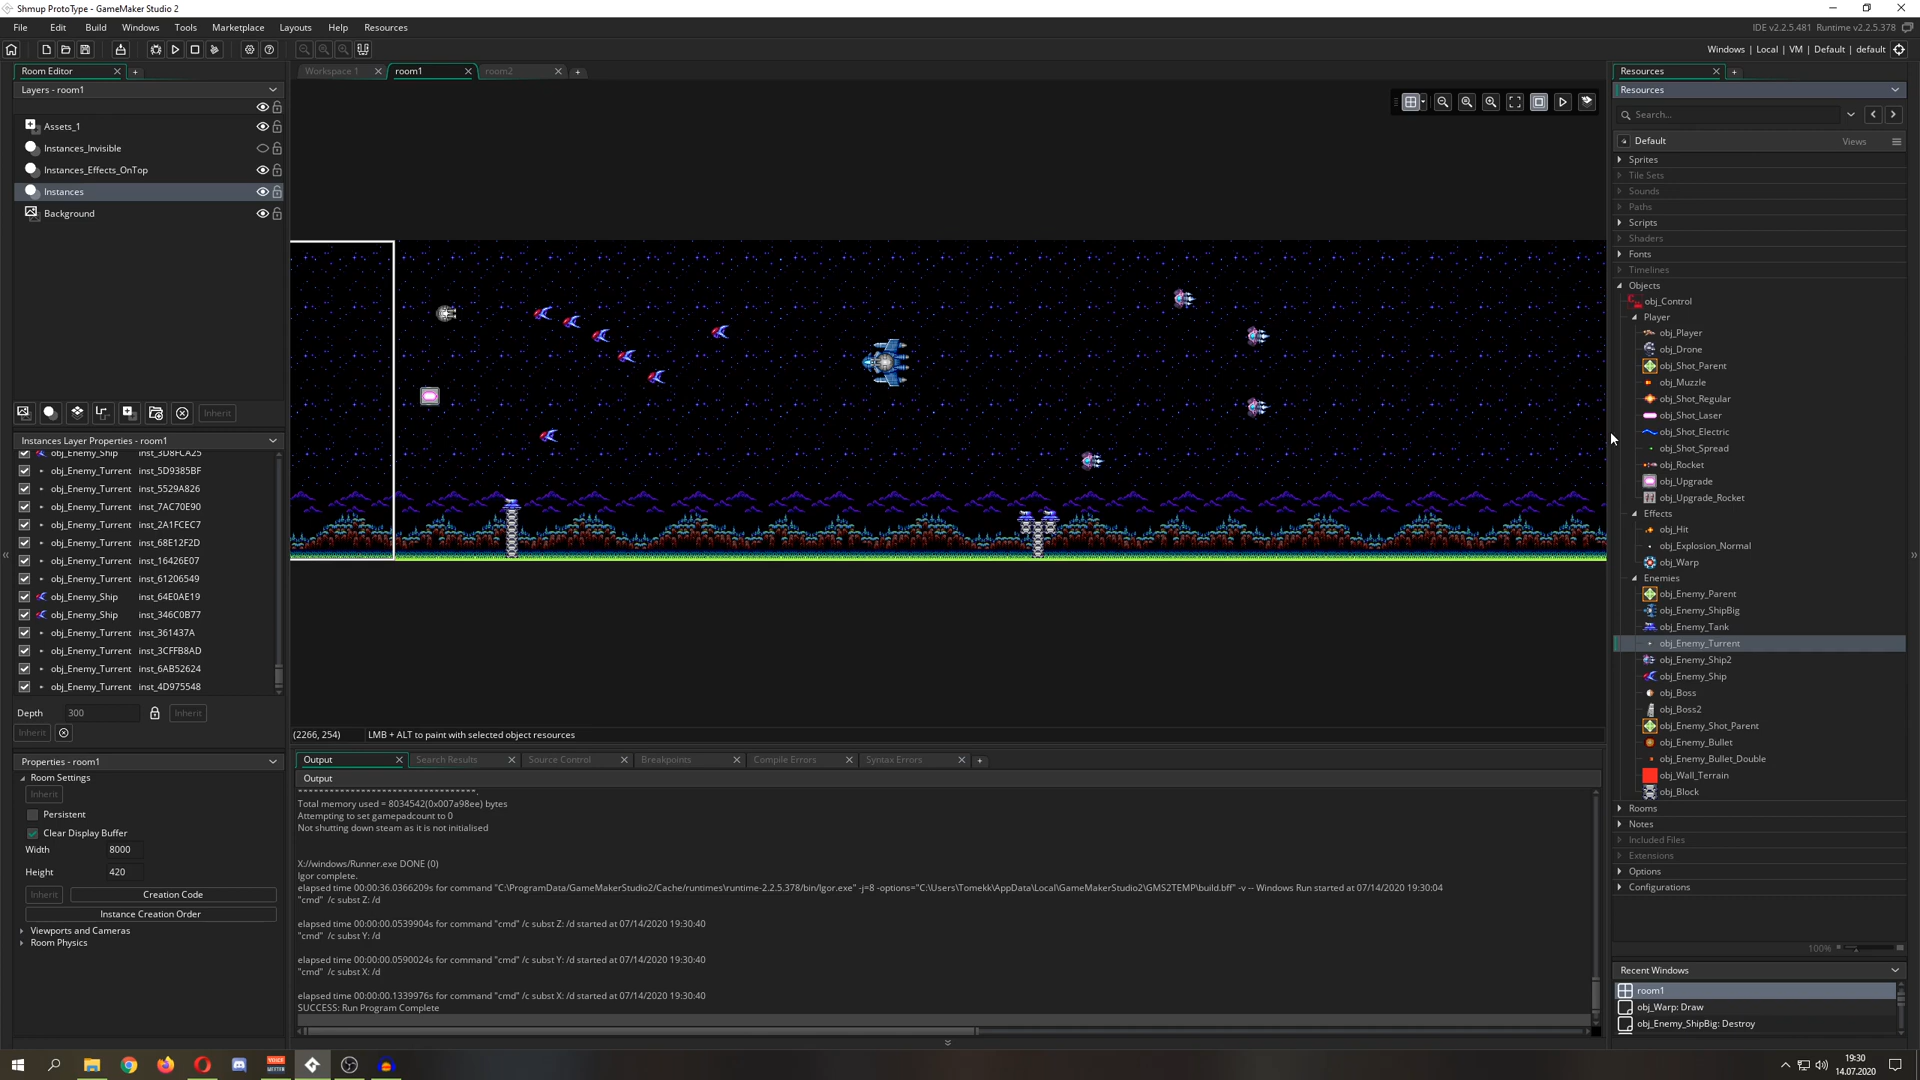 Shmup ProtoType - GameMaker Studio 2
File Edit Build Windows Tools Marketplace Layouts Help Resources
IDE v2.2.5.481 Runtime v2.2.5.378
Windows | Local | VM | Default | default
Room Editor
Workspace 1
room1
room2
Resources
Layers - room1
Resources
Search...
Assets_1
Instances_Invisible
Instances_Effects_OnTop
Instances
Background
Default
Views
Sprites
Tile Sets
Sounds
Paths
Scripts
Shaders
Fonts
Timelines
Objects
obj_Control
Player
obj_Player
obj_Drone
obj_Shot_Parent
obj_Muzzle
obj_Shot_Regular
obj_Shot_Laser
obj_Shot_Electric
obj_Shot_Spread
obj_Rocket
obj_Upgrade
obj_Upgrade_Rocket
Effects
obj_Hit
obj_Explosion_Normal
obj_Warp
Enemies
obj_Enemy_Parent
obj_Enemy_ShipBig
obj_Enemy_Tank
obj_Enemy_Turrent
obj_Enemy_Ship2
obj_Enemy_Ship
obj_Boss
obj_Boss2
obj_Enemy_Shot_Parent
obj_Enemy_Bullet
obj_Enemy_Bullet_Double
obj_Wall_Terrain
obj_Block
Rooms
Notes
Included Files
Extensions
Options
Configurations
100%
Recent Windows
room1
obj_Warp: Draw
obj_Enemy_ShipBig: Destroy
Inherit
Instances Layer Properties - room1
obj_Enemy_Ship inst_3D8FCA25
obj_Enemy_Turrent inst_5D9385BF
obj_Enemy_Turrent inst_5529A826
obj_Enemy_Turrent inst_7AC70E90
obj_Enemy_Turrent inst_2A1FCEC7
obj_Enemy_Turrent inst_68E12F2D
obj_Enemy_Turrent inst_16426E07
obj_Enemy_Turrent inst_61206549
obj_Enemy_Ship inst_64E0AE19
obj_Enemy_Ship inst_346C0B77
obj_Enemy_Turrent inst_361437A
obj_Enemy_Turrent inst_3CFFB8AD
obj_Enemy_Turrent inst_6AB52624
obj_Enemy_Turrent inst_4D975548
Depth 300 Inherit
Inherit
Properties - room1
Room Settings
Inherit
Persistent
Clear Display Buffer
Width 8000
Height 420
Inherit Creation Code
Instance Creation Order
Viewports and Cameras
Room Physics
(2266, 254) LMB + ALT to paint with selected object resources
Output Search Results Source Control Breakpoints Compile Errors Syntax Errors
Output
Total memory used = 8034542(0x007a98ee) bytes
Attempting to set gamepadcount to 0
Not shutting down steam as it is not initialised
X://windows/Runner.exe DONE (0)
Igor complete.
elapsed time 00:00:36.0366209s for command "C:\ProgramData/GameMakerStudio2/Cache/runtimes\runtime-2.2.5.378/bin/Igor.exe" -j=8 -options="C:\Users\Tomekk\AppData\Local\GameMakerStudio2\GMS2TEMP\build.bff" -v -- Windows Run started at 07/14/2020 19:30:04
"cmd" /c subst Z: /d
elapsed time 00:00:00.0539904s for command "cmd" /c subst Z: /d started at 07/14/2020 19:30:40
"cmd" /c subst Y: /d
elapsed time 00:00:00.0590024s for command "cmd" /c subst Y: /d started at 07/14/2020 19:30:40
"cmd" /c subst X: /d
elapsed time 00:00:00.1339976s for command "cmd" /c subst X: /d started at 07/14/2020 19:30:40
SUCCESS: Run Program Complete
19:30
14.07.2020